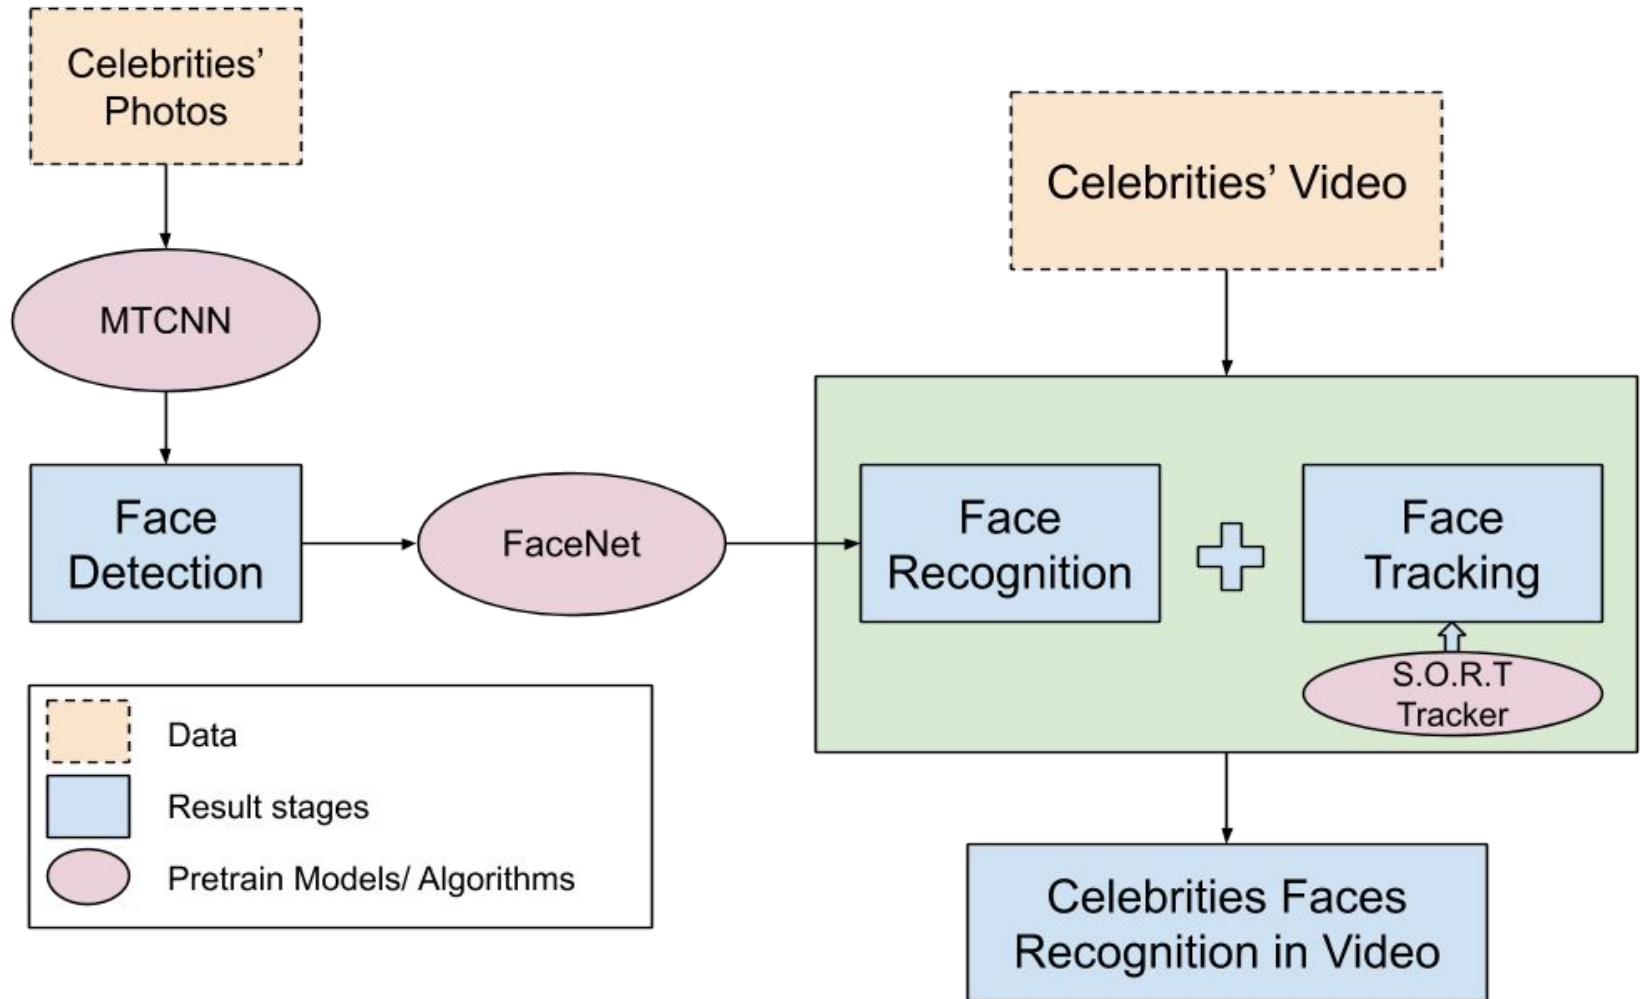 Celebrities’
Photos
MTCNN
Face
Detection
FaceNet
Celebrities’ Video
Face
Recognition
Face
Tracking
S.O.R.T
Tracker
Celebrities Faces
Recognition in Video
Data
Result stages
Pretrain Models/ Algorithms